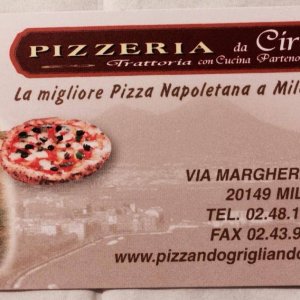 PIZZERIA da Cir
Trattoria con Cucina Parteno
La migliore Pizza Napoletana a Mila
VIA MARGHER
20149 MIL
TEL. 02.48.1
FAX 02.43.9
www.pizzandogrigliando